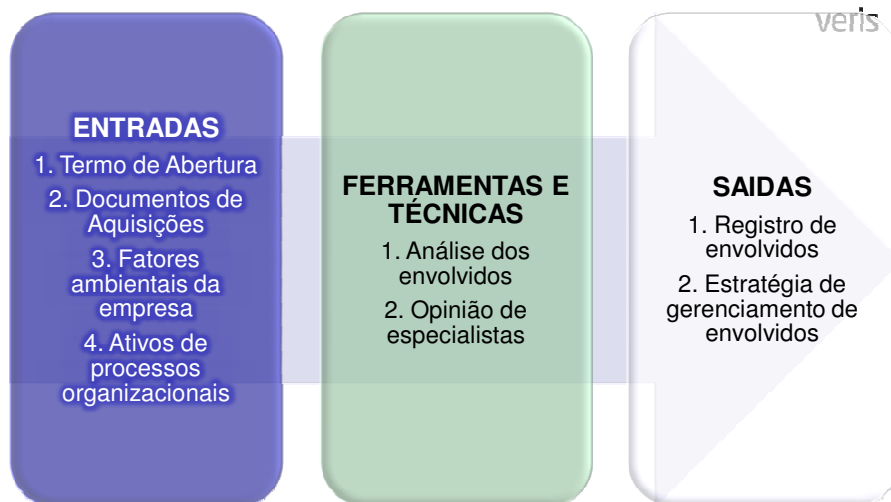 veris
ENTRADAS
1. Termo de Abertura
2. Documentos de
Aquisições
3. Fatores
ambientais da
empresa
4. Ativos de
processos
organizacionais
FERRAMENTAS E
TÉCNICAS
1. Análise dos
envolvidos
2. Opinião de
especialistas
SAIDAS
1. Registro de
envolvidos
2. Estratégia de
gerenciamento de
envolvidos